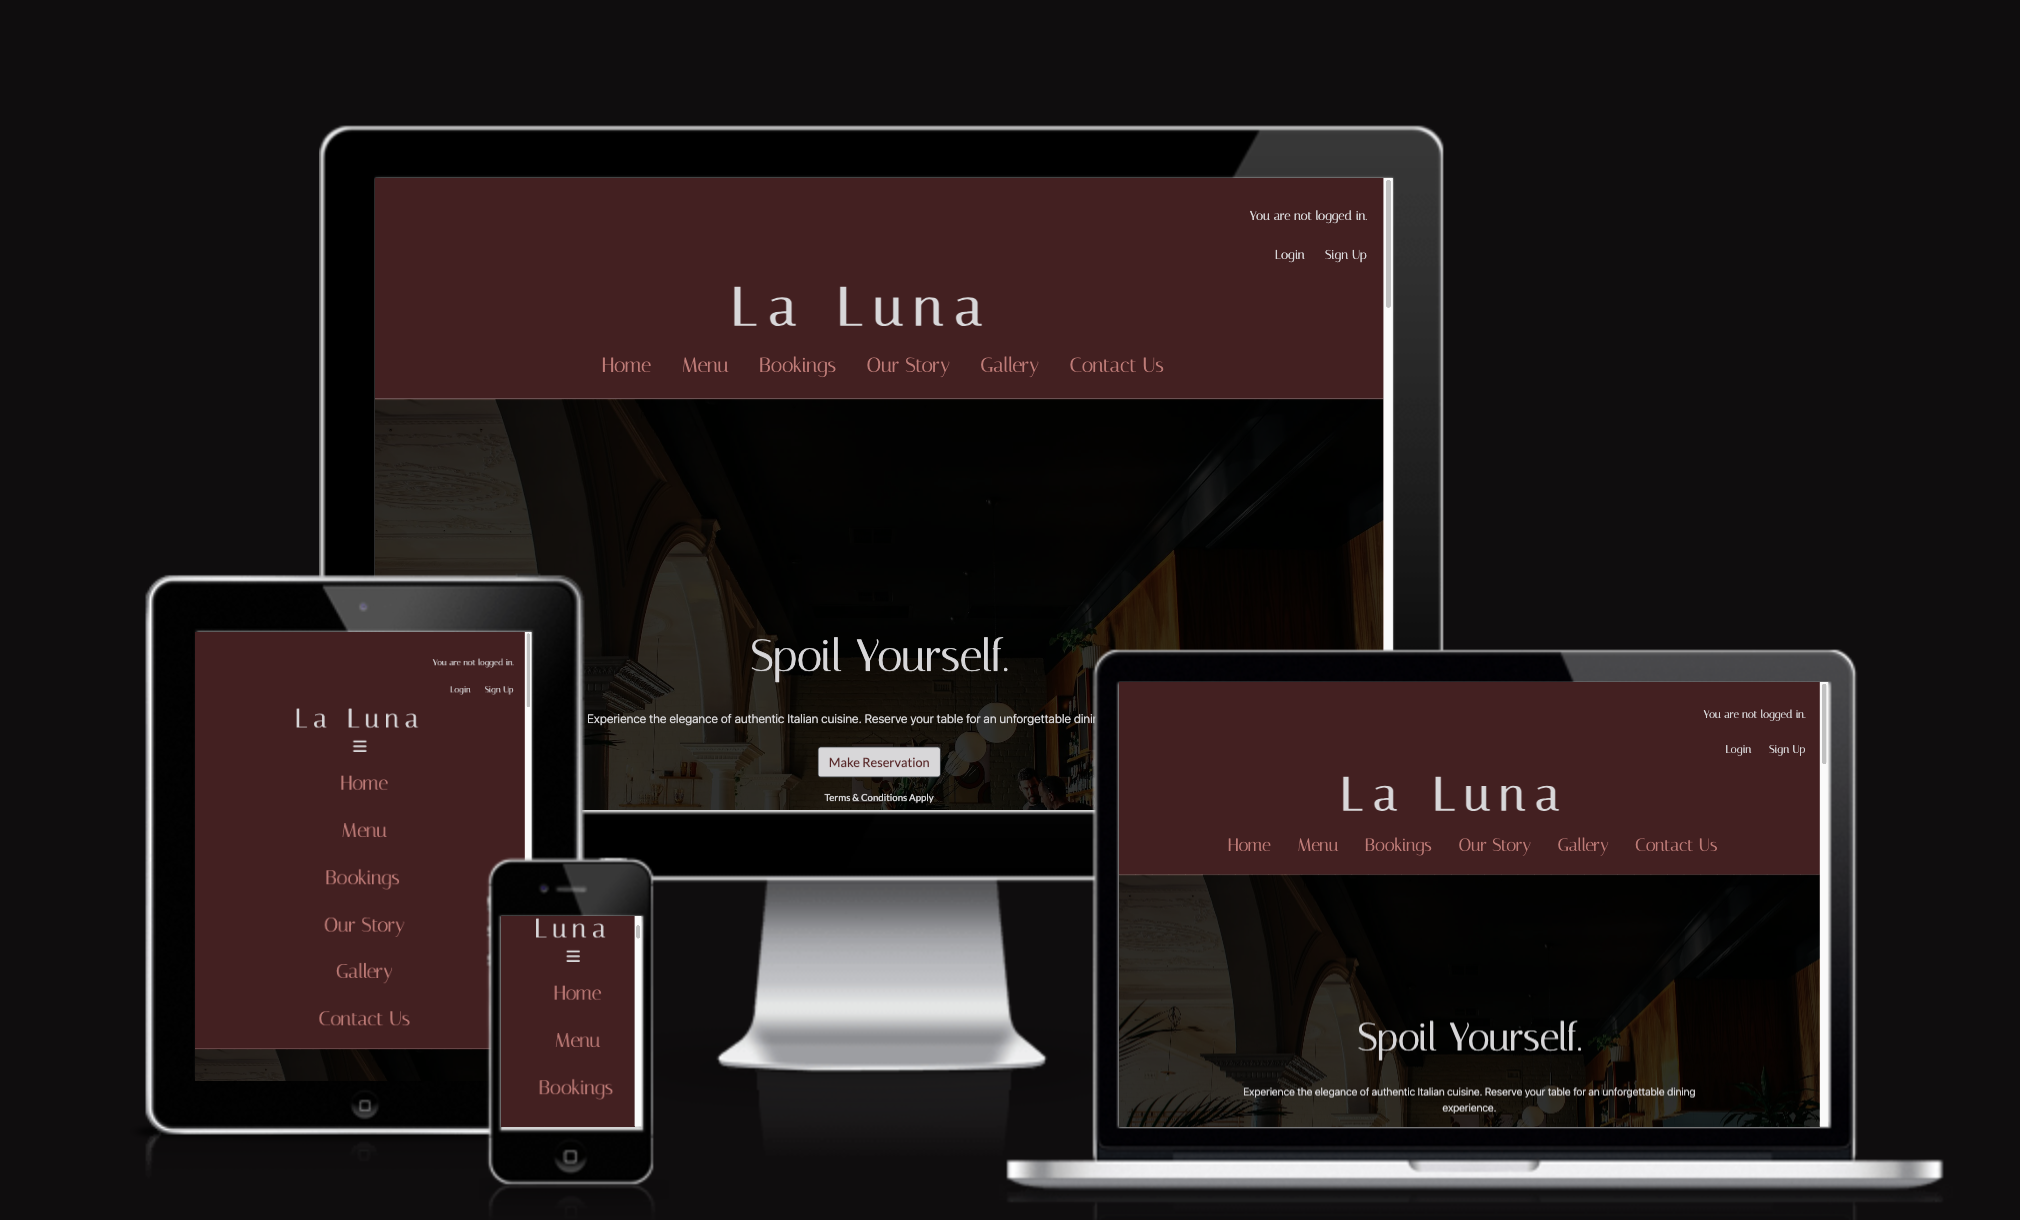 You are not logged in.
Login Sign Up
La Luna
Home Menu Bookings Our Story Gallery Contact Us
Spoil Yourself.
Experience the elegance of authentic Italian cuisine. Reserve your table for an unforgettable
Make Reservation
Terms & Conditions Apply
You are not logged in.
Login Sign Up
La Luna
Home
Menu
Bookings
Our Story
Gallery
Contact Us
Luna
Home
Menu
Bookings
You are not logged in.
Login Sign Up
La Luna
Home Menu Bookings Our Story Gallery Contact Us
Spoil Yourself.
Experience the elegance of authentic Italian cuisine. Reserve your table for an unforgettable dining
experience.